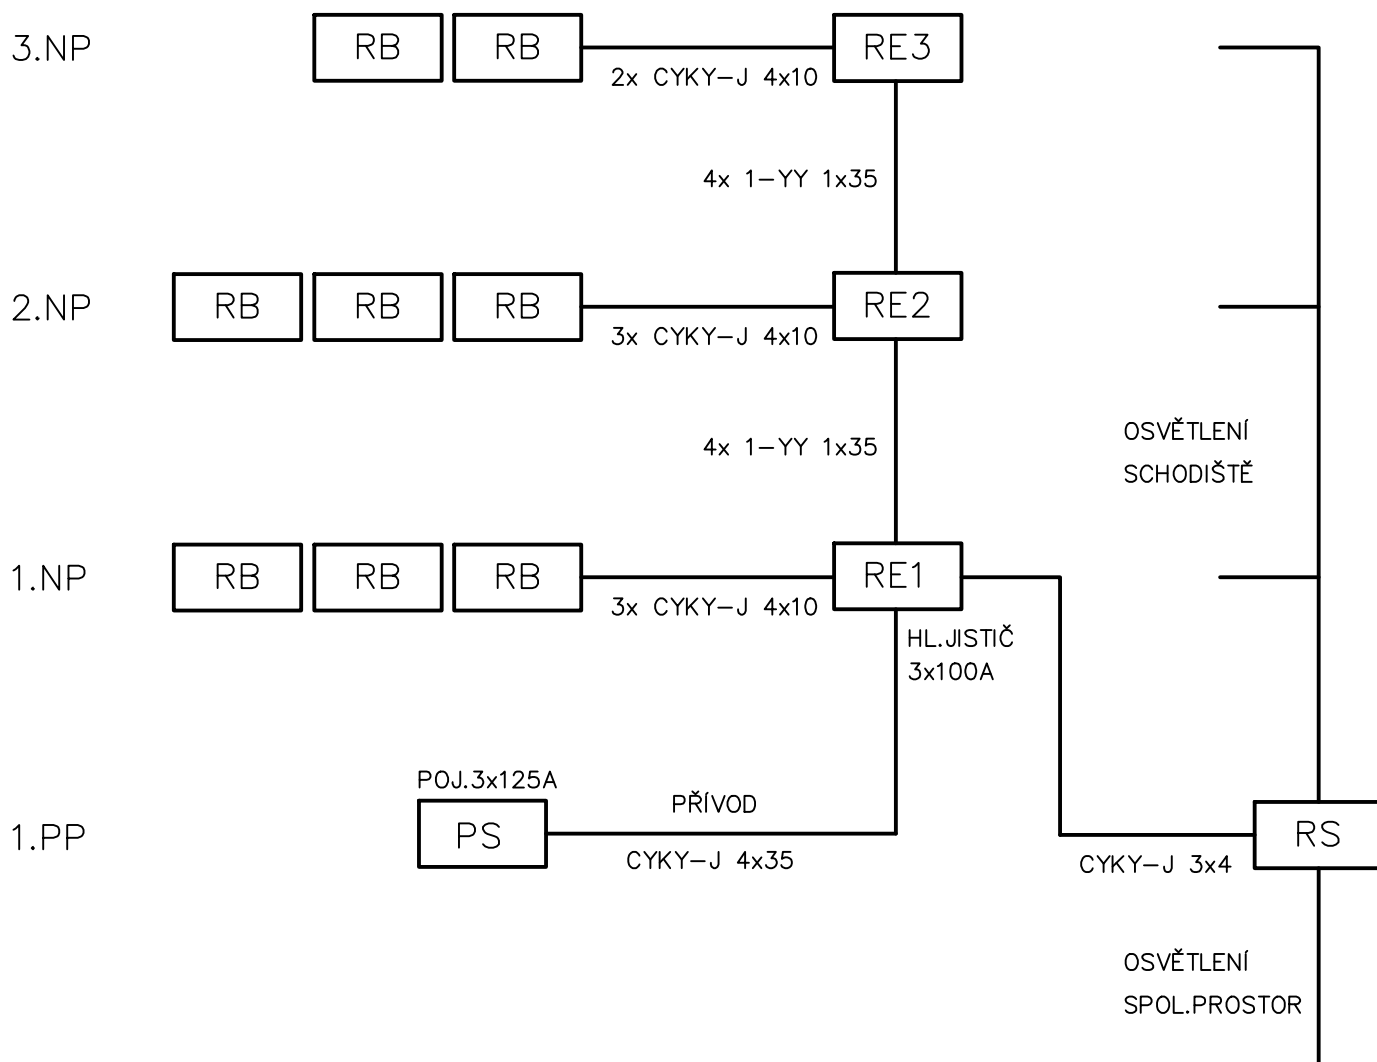 3.NP
RB
RB
RE3
2x CYKY-J 4x10
4x 1-YY 1x35
2.NP
RB
RB
RB
RE2
3x CYKY-J 4x10
OSVĚTLENÍ
SCHODIŠTĚ
4x 1-YY 1x35
1.NP
RB
RB
RB
RE1
3x CYKY-J 4x10
HL.JISTIČ
3x100A
POJ.3x125A
1.PP
PS
PŘÍVOD
CYKY-J 4x35
CYKY-J 3x4
RS
OSVĚTLENÍ
SPOL.PROSTOR